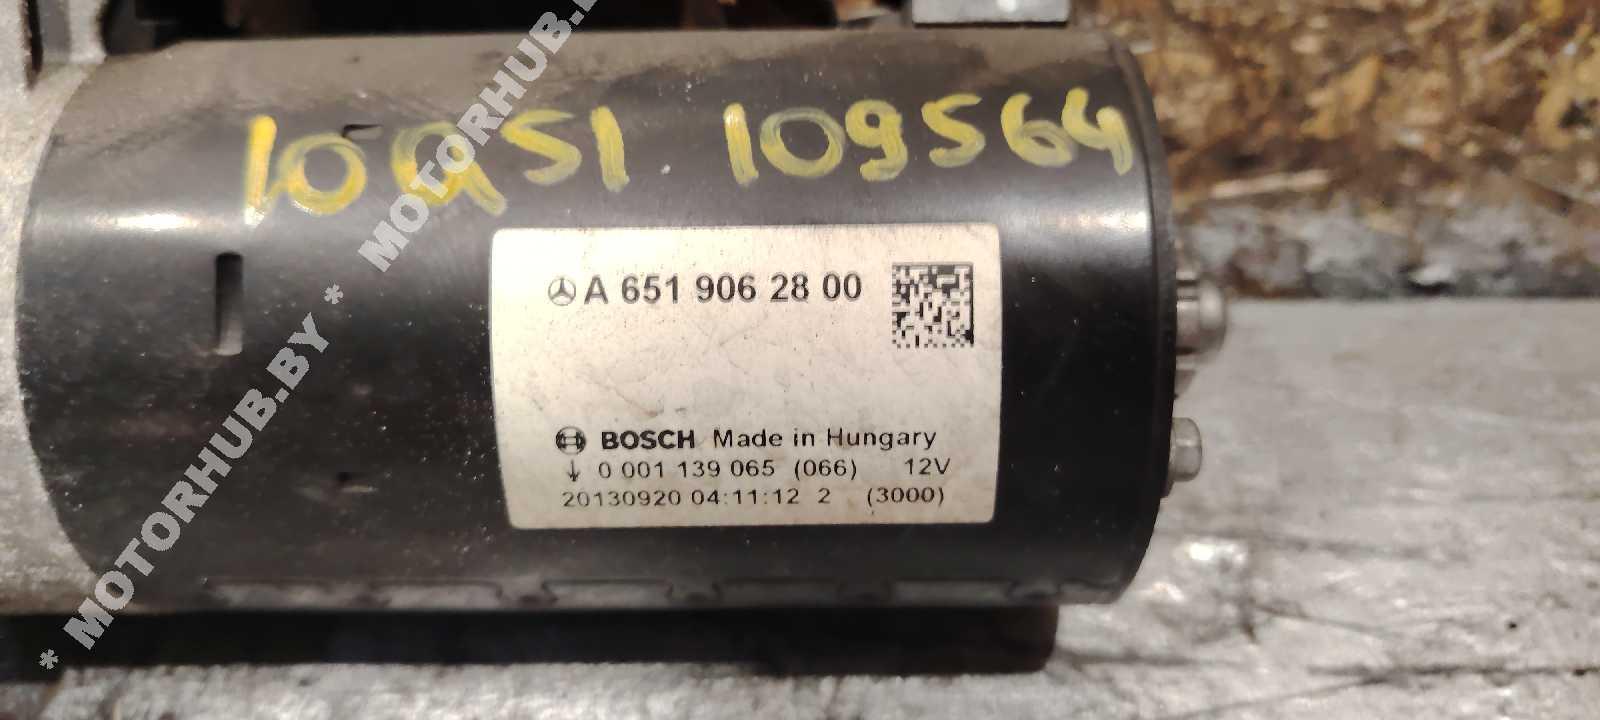 10QS1 109564
A 651 906 28 00
BOSCH Made in Hungary
0 001 139 065 (066) 12V
20130920 04:11:12 2 (3000)
* MOTORHUB.BY * MOTORHUB.